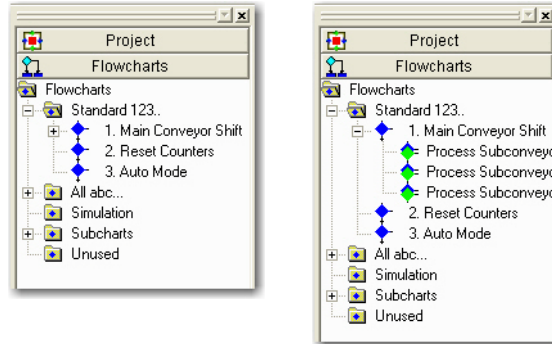 Project
Flowcharts
Flowcharts
Standard 123..
1. Main Conveyor Shift
2. Reset Counters
3. Auto Mode
All abc...
Simulation
Subcharts
Unused
Project
Flowcharts
Flowcharts
Standard 123..
1. Main Conveyor Shift
Process Subconveyo
Process Subconveyo
Process Subconveyo
2. Reset Counters
3. Auto Mode
All abc...
Simulation
Subcharts
Unused